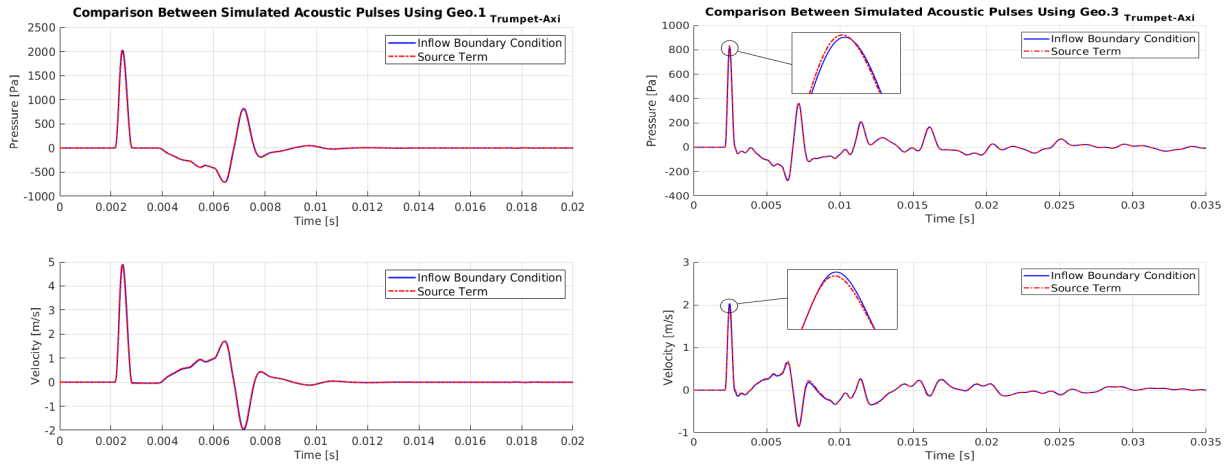 Comparison Between Simulated Acoustic Pulses Using Geo.1 Trumpet-Axi
2500
2000
1500
1000
500
0
-500
-1000
Pressure [Pa]
Inflow Boundary Condition
Source Term
0 0.002 0.004 0.006 0.008 0.01 0.012 0.014 0.016 0.018 0.02
Time [s]
5
4
3
2
1
0
-1
-2
Velocity [m/s]
Inflow Boundary Condition
Source Term
0 0.002 0.004 0.006 0.008 0.01 0.012 0.014 0.016 0.018 0.02
Time [s]
Comparison Between Simulated Acoustic Pulses Using Geo.3 Trumpet-Axi
1000
800
600
400
200
0
-200
-400
Pressure [Pa]
Inflow Boundary Condition
Source Term
0 0.005 0.01 0.015 0.02 0.025 0.03 0.035
Time [s]
3
2
1
0
-1
Velocity [m/s]
Inflow Boundary Condition
Source Term
0 0.005 0.01 0.015 0.02 0.025 0.03 0.035
Time [s]